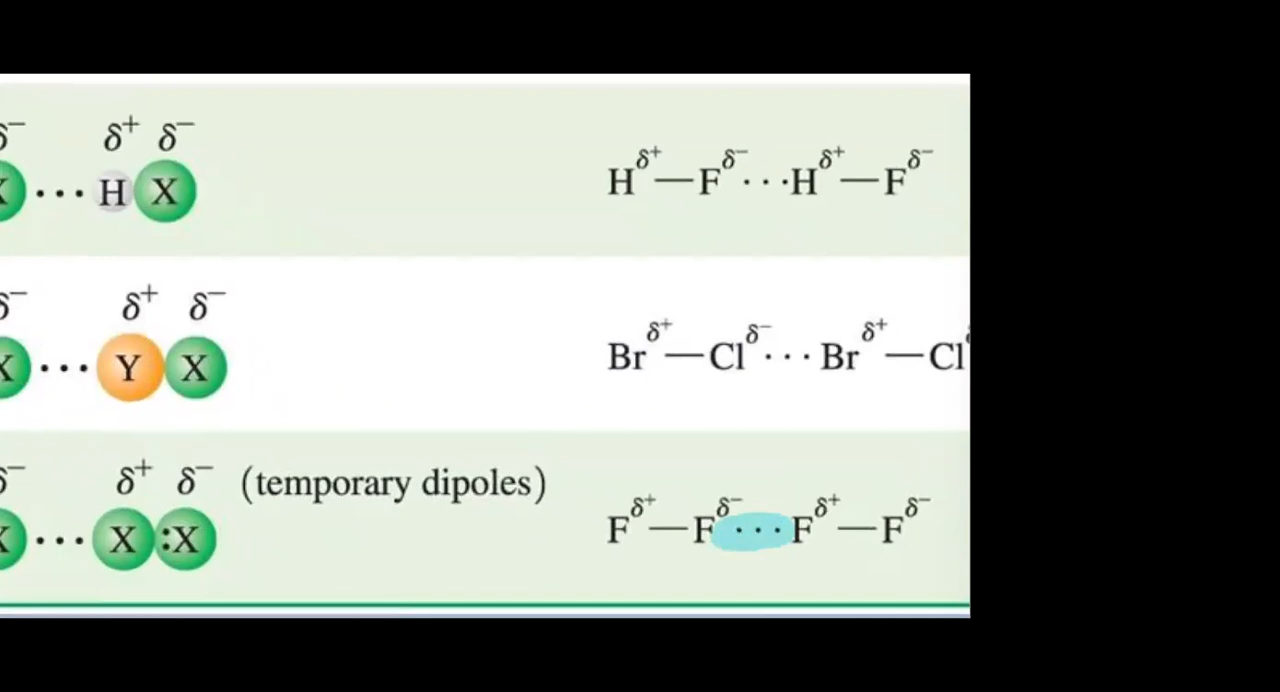 δ⁻ δ⁺ δ⁻
X ··· H X
H^δ⁺—F^δ⁻···H^δ⁺—F^δ⁻
δ⁻ δ⁺ δ⁻
X ··· Y X
Br^δ⁺—Cl^δ⁻···Br^δ⁺—Cl
δ⁻ δ⁺ δ⁻ (temporary dipoles)
X ··· X :X
F^δ⁺—F^δ⁻···F^δ⁺—F^δ⁻